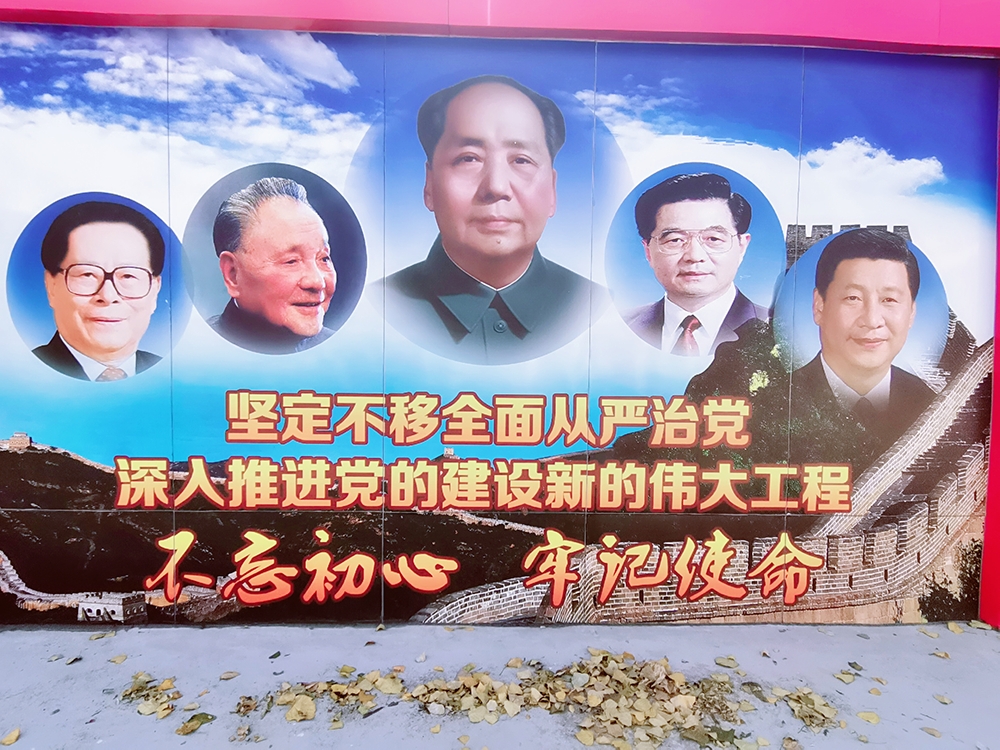 坚定不移全面从严治党
深入推进党的建设新的伟大工程
不忘初心 牢记使命